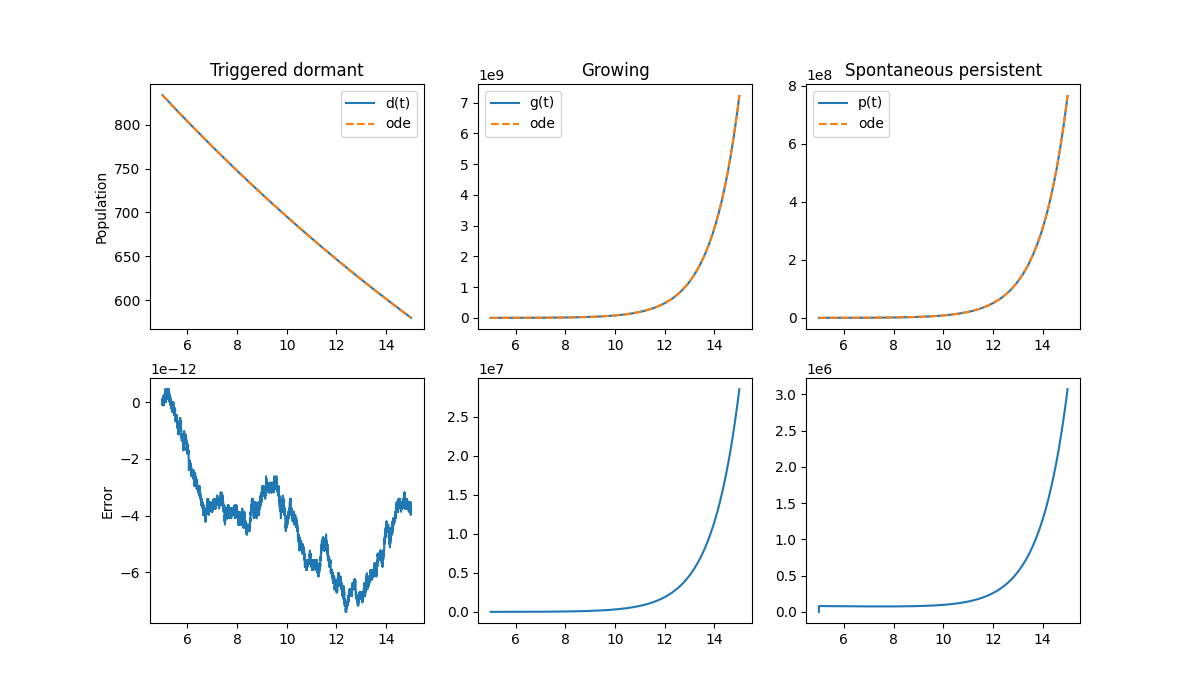 Triggered dormant
Growing
Spontaneous persistent
1e9
1e8
d(t)
ode
g(t)
ode
p(t)
ode
Population
800
750
700
650
600
7
6
5
4
3
2
1
0
8
6
4
2
0
6 8 10 12 14
6 8 10 12 14
6 8 10 12 14
1e−12
1e7
1e6
Error
0
−2
−4
−6
2.5
2.0
1.5
1.0
0.5
0.0
3.0
2.5
2.0
1.5
1.0
0.5
0.0
6 8 10 12 14
6 8 10 12 14
6 8 10 12 14